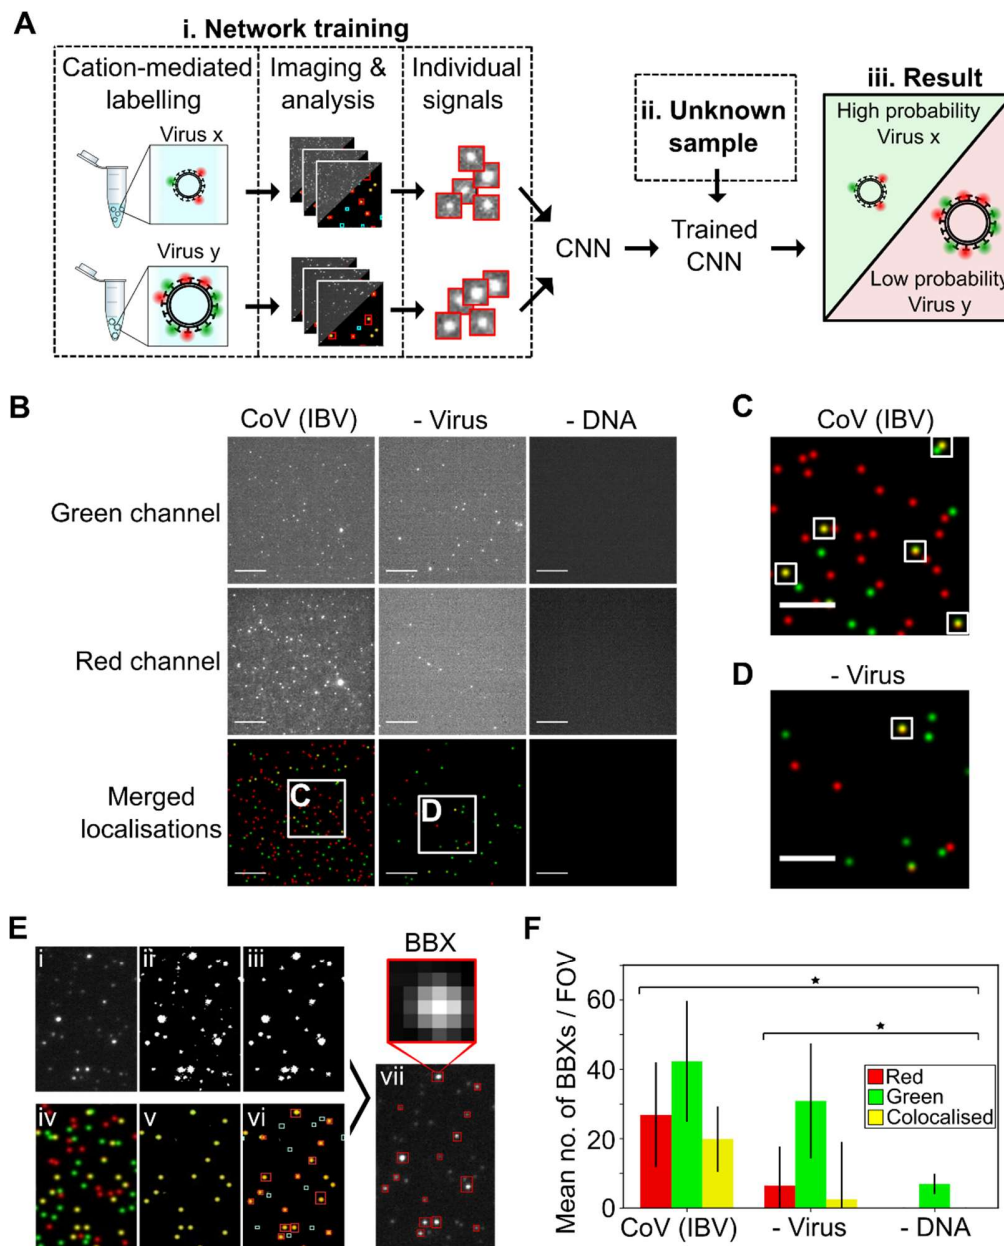 A
i. Network training
Cation-mediated
labelling
Imaging &
analysis
Individual
signals
Virus x
Virus y
CNN
ii. Unknown
sample
Trained
CNN
iii. Result
High probability
Virus x
Low probability
Virus y
B
CoV (IBV)
- Virus
- DNA
Green channel
Red channel
Merged
localisations
C
D
C
CoV (IBV)
D
- Virus
E
i
ii
iii
iv
v
vi
BBX
vii
F
Mean no. of BBXs / FOV
60
40
20
0
★
★
Red
Green
Colocalised
CoV (IBV)
- Virus
- DNA